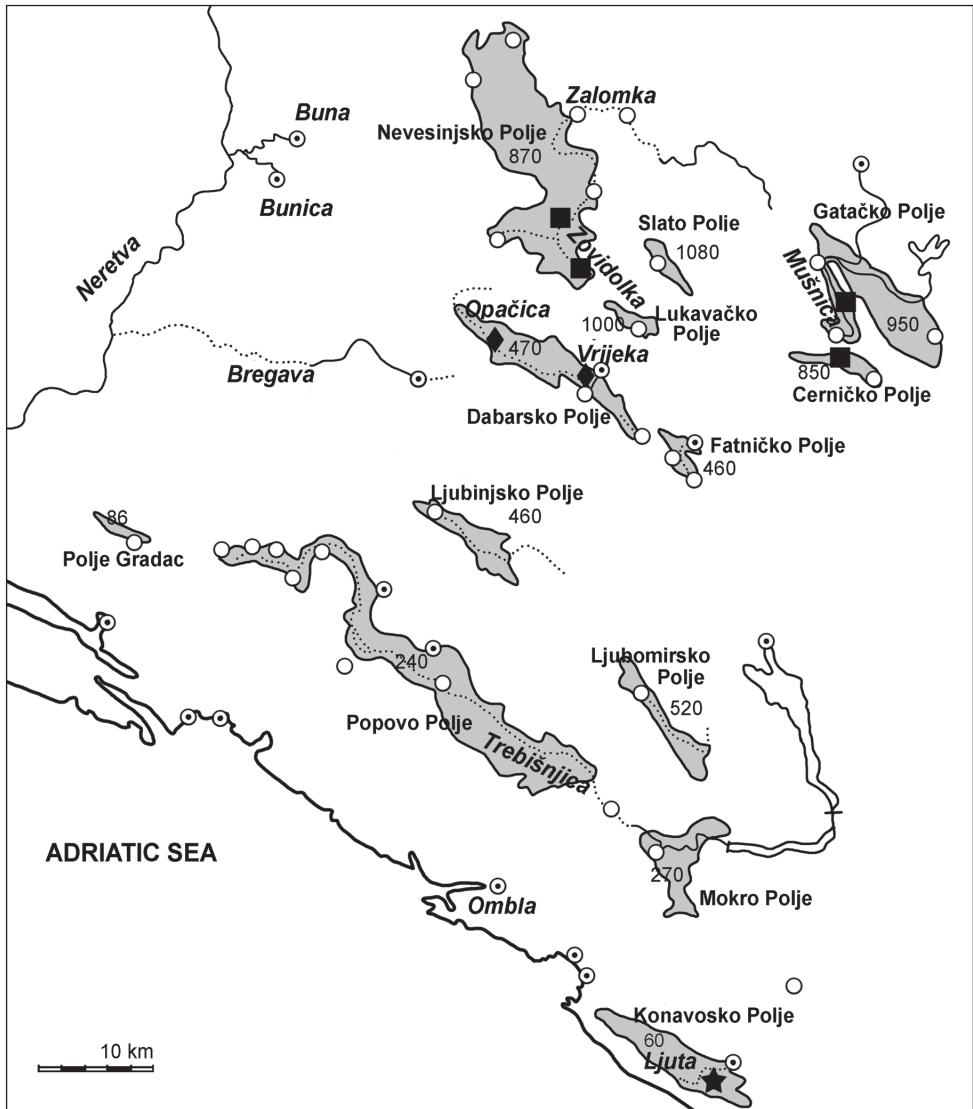 Zalomka
Buna
Nevesinjsko Polje
870
Bunica
Slato Polje
1080
Gatačko Polje
Neretva
Zovidolka
Mušnica
Opačica
1000
Lukavačko
Polje
950
470
Vrijeka
850
Bregava
Cerničko Polje
Dabarsko Polje
Fatničko Polje
460
Ljubinjsko Polje
460
86
Polje Gradac
Ljubomirsko
Polje
520
240
Popovo Polje
Trebišnjica
ADRIATIC SEA
270
Mokro Polje
Ombla
Konavosko Polje
60
Ljuta
10 km